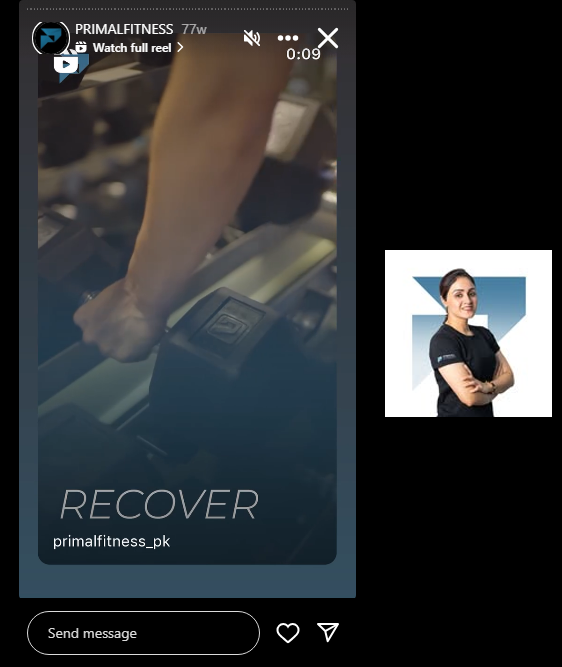 PRIMALFITNESS 77w
Watch full reel
0:09
RECOVER
primalfitness_pk
Send message